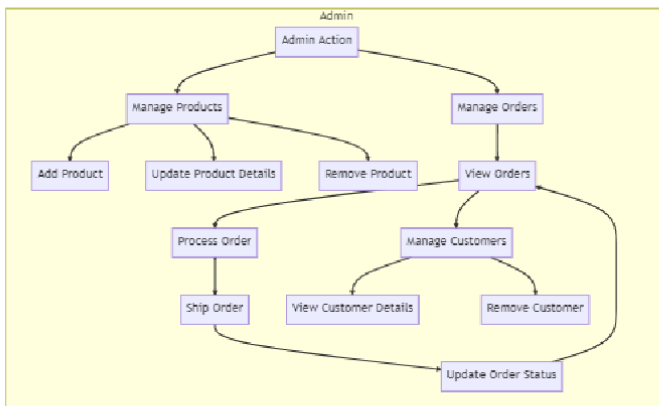 Admin
Admin Action
Manage Products
Manage Orders
Add Product
Update Product Details
Remove Product
View Orders
Process Order
Manage Customers
Ship Order
View Customer Details
Remove Customer
Update Order Status